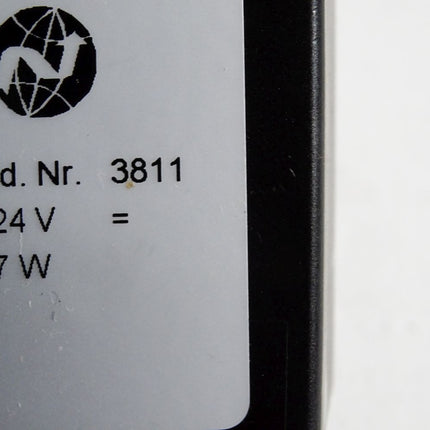 d. Nr. 3811
24 V =
7 W